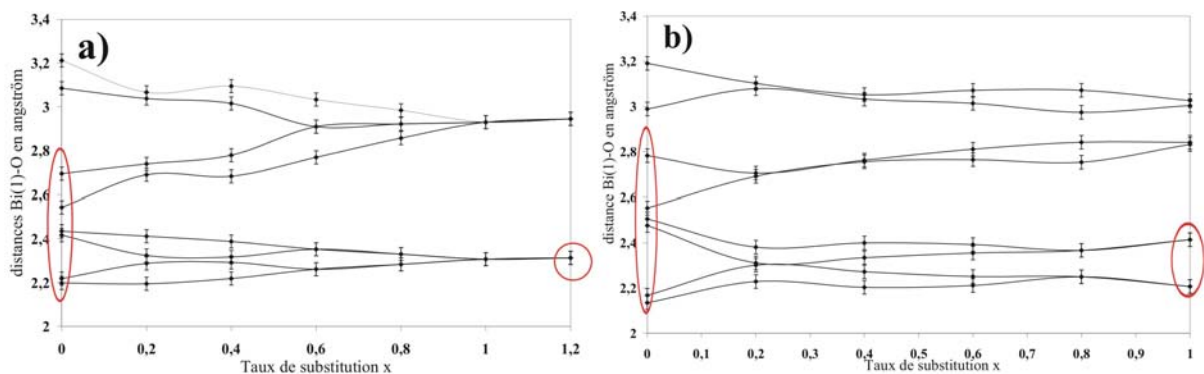 a)
distances Bi(1)-O en angström
3,4
3,2
3
2,8
2,6
2,4
2,2
2
0 0,2 0,4 0,6 0,8 1 1,2
Taux de substitution x
b)
distance Bi(1)-O en angström
3,4
3,2
3
2,8
2,6
2,4
2,2
2
0 0,1 0,2 0,3 0,4 0,5 0,6 0,7 0,8 0,9 1
Taux de substitution x